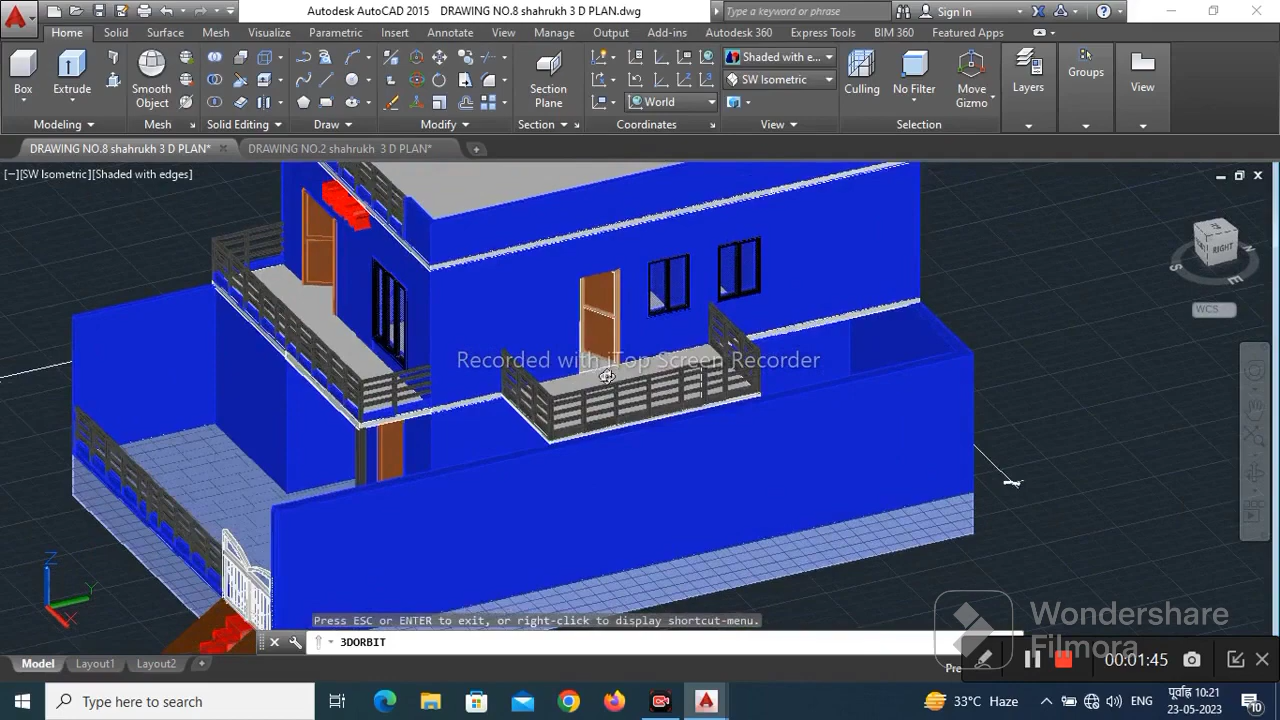 Autodesk AutoCAD 2015 DRAWING NO.8 shahrukh 3 D PLAN.dwg
Type a keyword or phrase
Sign In
Home Solid Surface Mesh Visualize Parametric Insert Annotate View Manage Output Add-ins Autodesk 360 Express Tools BIM 360 Featured Apps
Box Extrude Smooth Object Section Plane Shaded with e... SW Isometric World Culling No Filter Move Gizmo Layers Groups View
Modeling Mesh Solid Editing Draw Modify Section Coordinates View Selection
DRAWING NO.8 shahrukh 3 D PLAN* DRAWING NO.2 shahrukh 3 D PLAN*
[−][SW Isometric][Shaded with edges]
RIGHT
N
S
E
WCS
Recorded with iTop Screen Recorder
Z
Y
X
Press ESC or ENTER to exit, or right-click to display shortcut-menu.
3DORBIT
Wondershare
Filmora
Model Layout1 Layout2
Pre
00:01:45
Type here to search
33°C Haze
ENG
पूर्वाह्न 10:21
23-05-2023
10